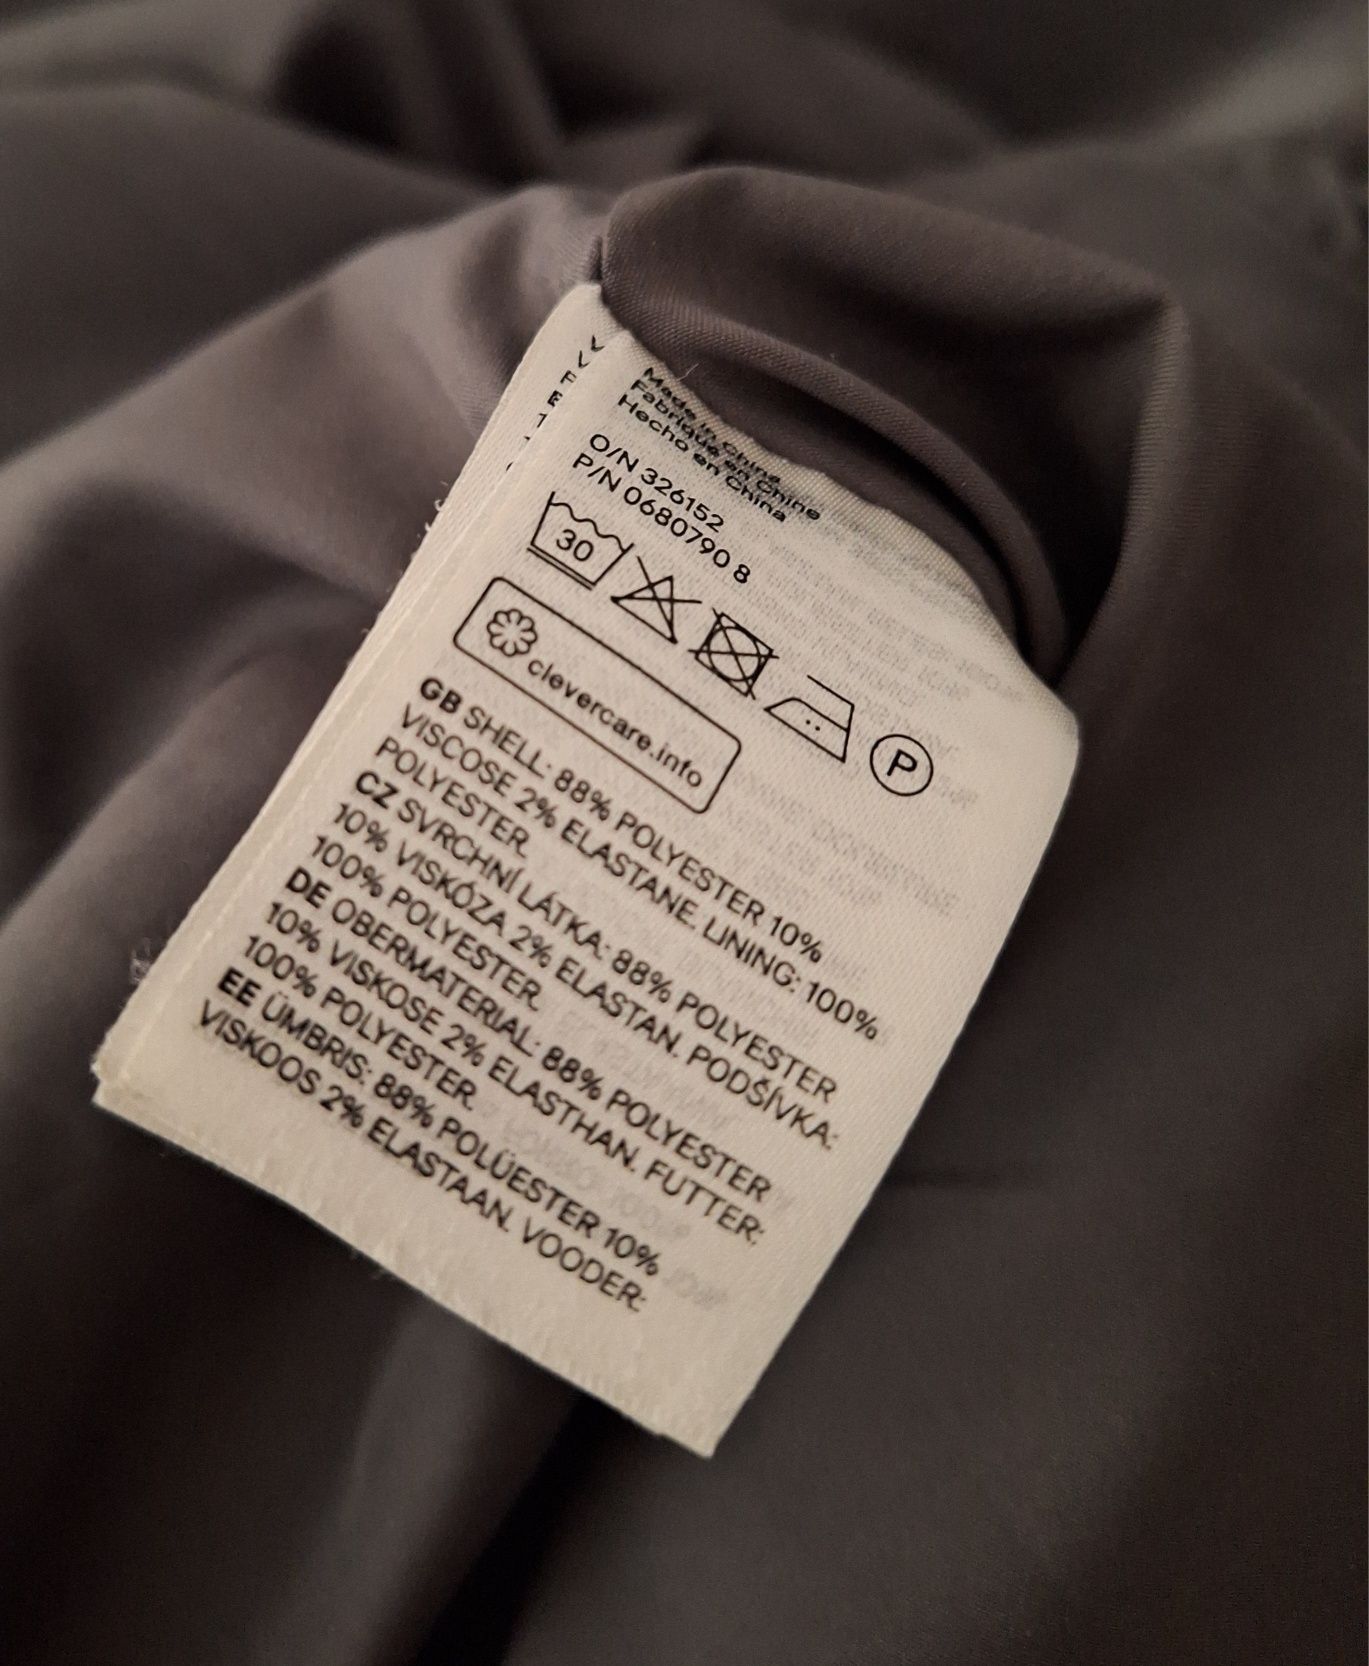 Made in China
Fabriqué en Chine
Hecho en China
O/N 326152
P/N 0680790 8
30
P
clevercare.info
GB SHELL: 88% POLYESTER 10%
VISCOSE 2% ELASTANE. LINING: 100%
POLYESTER.
CZ SVRCHNÍ LÁTKA: 88% POLYESTER
10% VISKÓZA 2% ELASTAN. PODŠÍVKA:
100% POLYESTER.
DE OBERMATERIAL: 88% POLYESTER
10% VISKOSE 2% ELASTHAN. FUTTER:
100% POLYESTER.
EE ÜMBRIS: 88% POLÜESTER 10%
VISKOOS 2% ELASTAAN. VOODER: